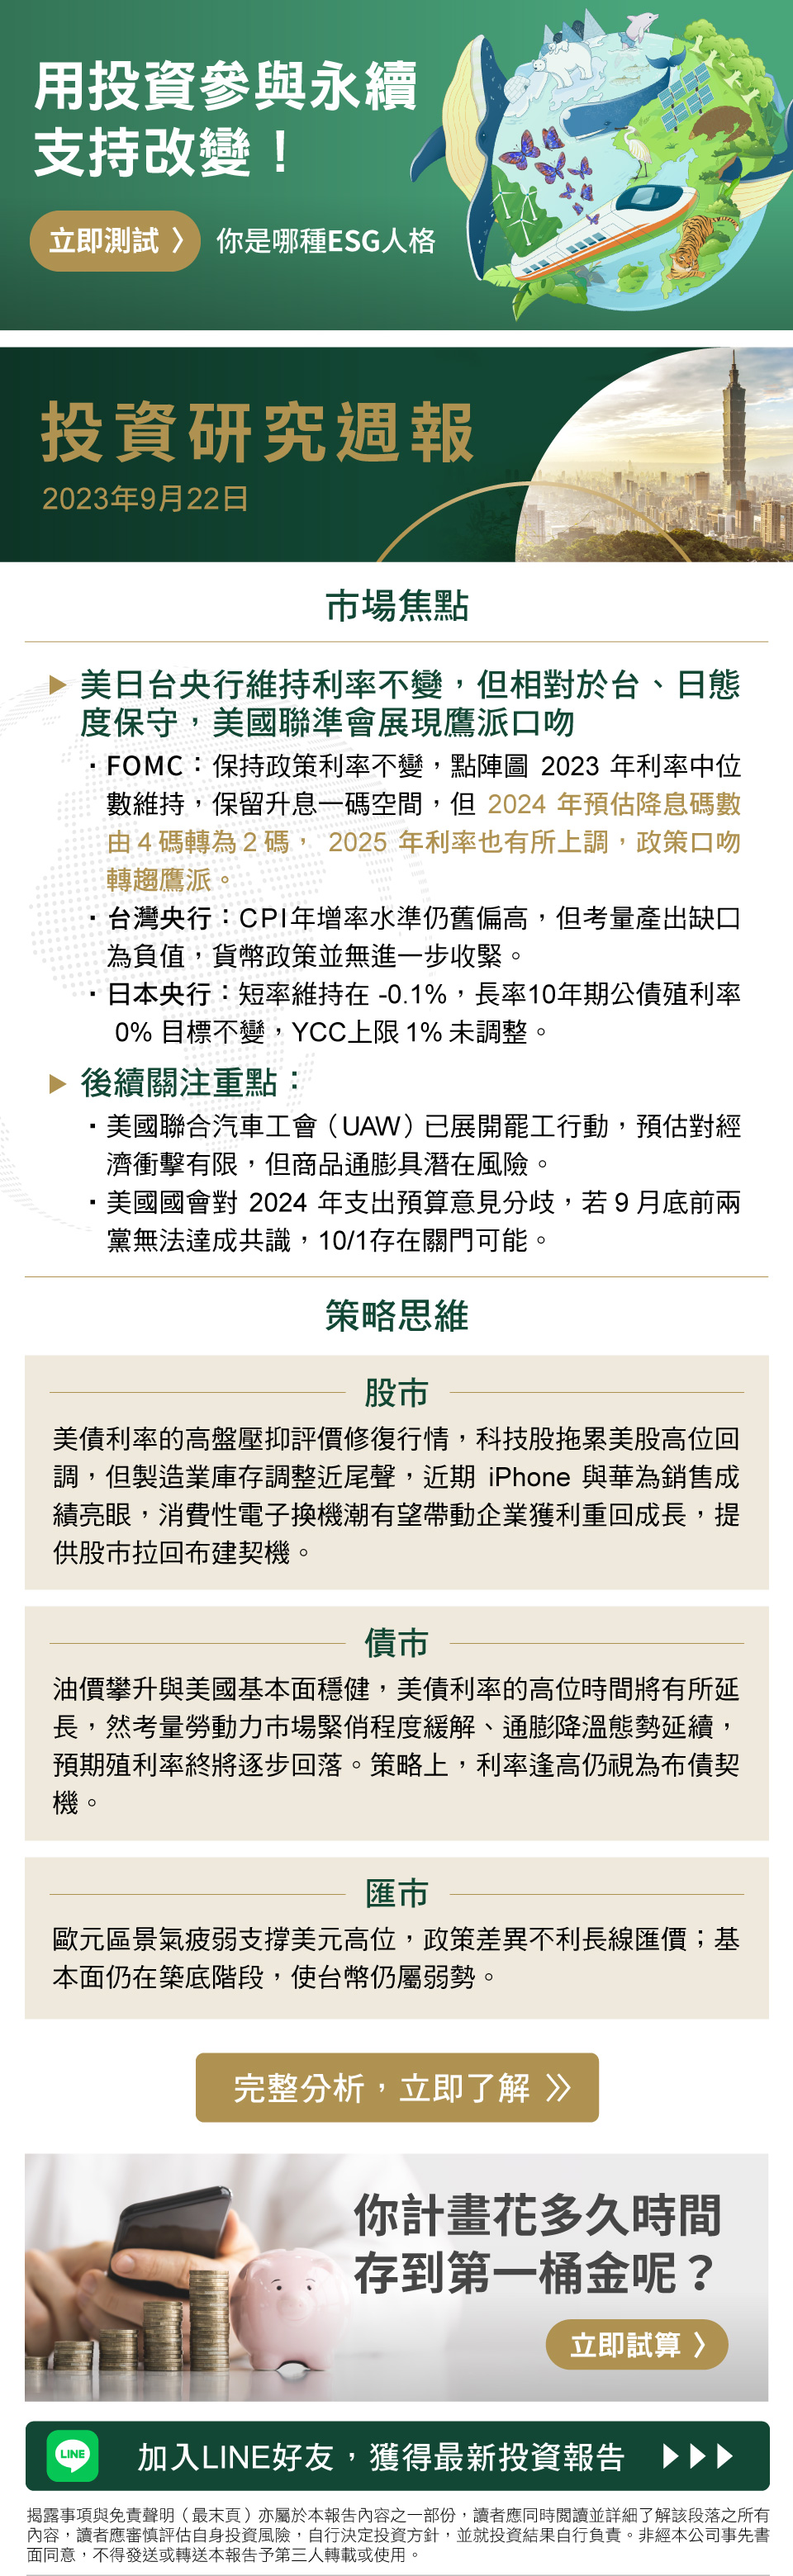 用投資參與永續
支持改變！
立即測試 〉 你是哪種ESG人格
投資研究週報
2023年9月22日
市場焦點
▶ 美日台央行維持利率不變，但相對於台、日態
度保守，美國聯準會展現鷹派口吻
・FOMC：保持政策利率不變，點陣圖 2023 年利率中位
數維持，保留升息一碼空間，但 2024 年預估降息碼數
由 4 碼轉為 2 碼， 2025 年利率也有所上調，政策口吻
轉趨鷹派。
・台灣央行：CPI年增率水準仍舊偏高，但考量產出缺口
為負值，貨幣政策並無進一步收緊。
・日本央行：短率維持在 -0.1%，長率10年期公債殖利率
0% 目標不變，YCC上限 1% 未調整。
▶ 後續關注重點：
・美國聯合汽車工會（UAW）已展開罷工行動，預估對經
濟衝擊有限，但商品通膨具潛在風險。
・美國國會對 2024 年支出預算意見分歧，若 9 月底前兩
黨無法達成共識，10/1存在關門可能。
策略思維
股市
美債利率的高盤壓抑評價修復行情，科技股拖累美股高位回
調，但製造業庫存調整近尾聲，近期 iPhone 與華為銷售成
績亮眼，消費性電子換機潮有望帶動企業獲利重回成長，提
供股市拉回布建契機。
債市
油價攀升與美國基本面穩健，美債利率的高位時間將有所延
長，然考量勞動力市場緊俏程度緩解、通膨降溫態勢延續，
預期殖利率終將逐步回落。策略上，利率逢高仍視為布債契
機。
匯市
歐元區景氣疲弱支撐美元高位，政策差異不利長線匯價；基
本面仍在築底階段，使台幣仍屬弱勢。
完整分析，立即了解 》
你計畫花多久時間
存到第一桶金呢？
立即試算 〉
LINE 加入LINE好友，獲得最新投資報告 ▶▶▶
揭露事項與免責聲明（最末頁）亦屬於本報告內容之一部份，讀者應同時閱讀並詳細了解該段落之所有
內容，讀者應審慎評估自身投資風險，自行決定投資方針，並就投資結果自行負責。非經本公司事先書
面同意，不得發送或轉送本報告予第三人轉載或使用。